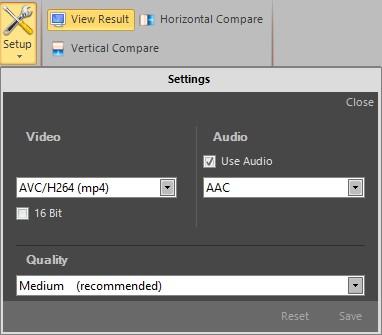 Setup
View Result
Horizontal Compare
Vertical Compare
Settings
Close
Video
Audio
Use Audio
AVC/H264 (mp4)
AAC
16 Bit
Quality
Medium (recommended)
Reset
Save